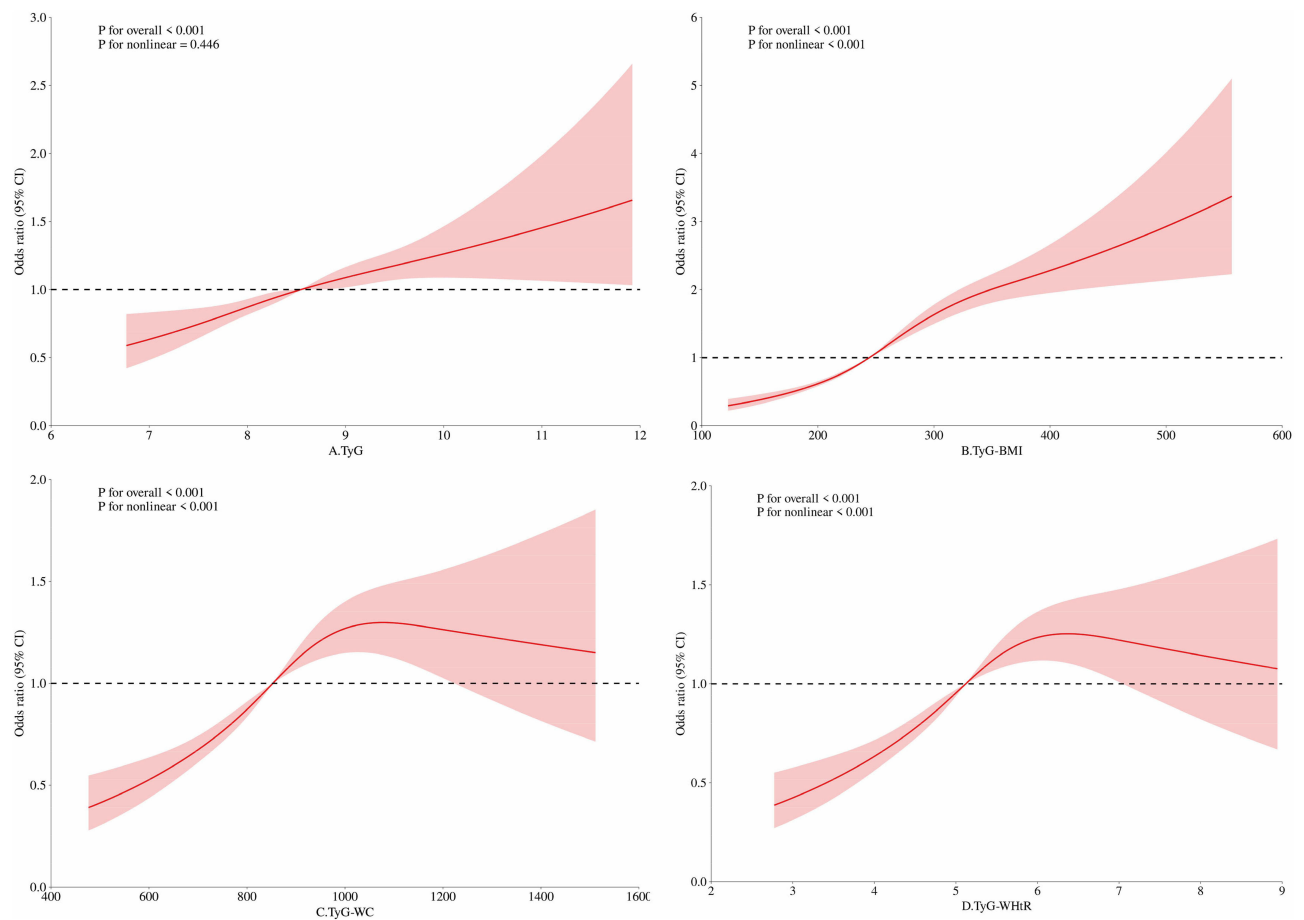 3.0
P for overall < 0.001
P for nonlinear = 0.446
2.5
2.0
Odds ratio (95% CI)
1.5
1.0
0.5
0.0
6 7 8 9 10 11 12
A.TyG
6
P for overall < 0.001
P for nonlinear < 0.001
5
4
Odds ratio (95% CI)
3
2
1
0
100 200 300 400 500 600
B.TyG-BMI
2.0
P for overall < 0.001
P for nonlinear < 0.001
1.5
Odds ratio (95% CI)
1.0
0.5
0.0
400 600 800 1000 1200 1400 1600
C.TyG-WC
2.0
P for overall < 0.001
P for nonlinear < 0.001
1.5
Odds ratio (95% CI)
1.0
0.5
0.0
2 3 4 5 6 7 8 9
D.TyG-WHtR